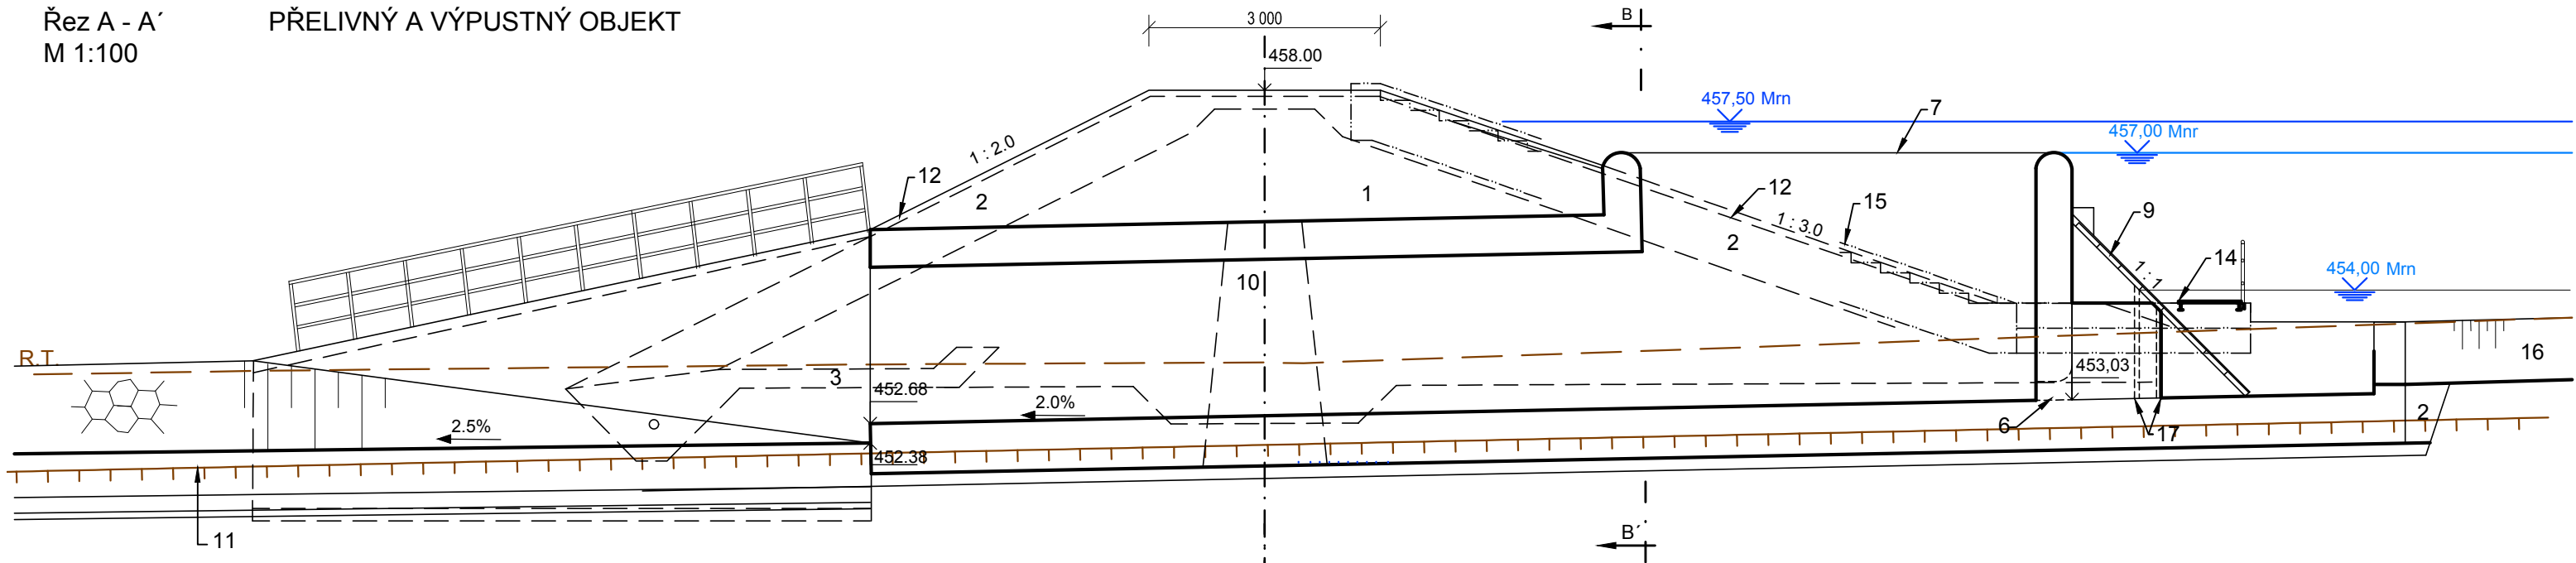 Řez A - A´ PŘELIVNÝ A VÝPUSTNÝ OBJEKT
M 1:100
3 000
B
458.00
457,50 Mrn
7
457,00 Mnr
1 : 2.0
12
2
1
12
15
1 : 3.0
2
9
1 : 1
14
454,00 Mrn
10
R.T.
3
452.68
453,03
16
2.0%
2.5%
6
17
2
452.38
11
B´